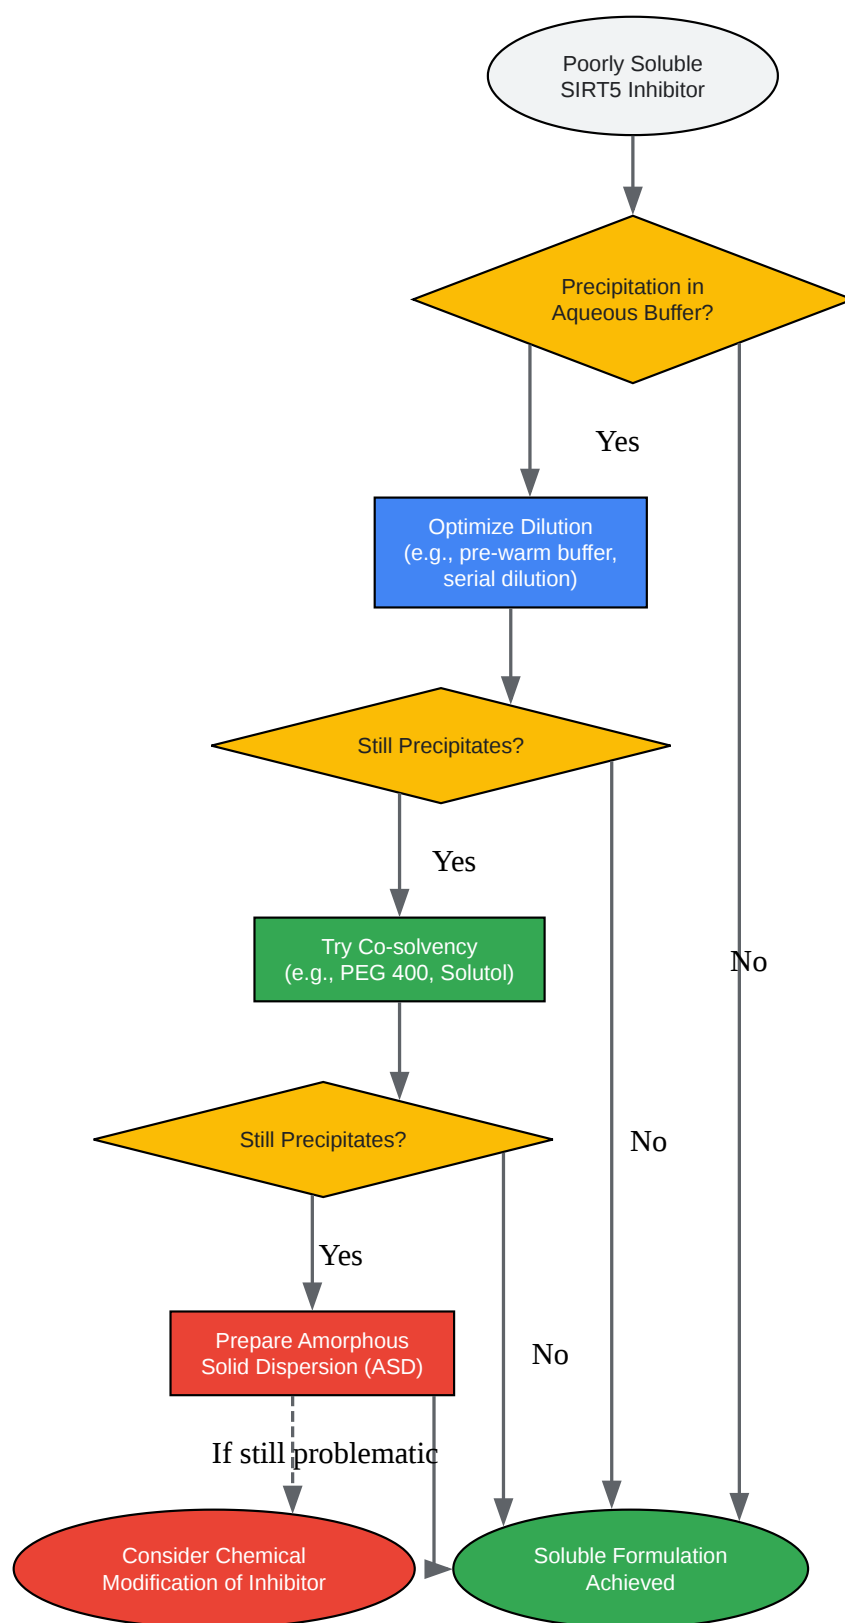 Poorly Soluble
SIRT5 Inhibitor
Precipitation in
Aqueous Buffer?
Yes
Optimize Dilution
(e.g., pre-warm buffer,
serial dilution)
Still Precipitates?
Yes
Try Co-solvency
(e.g., PEG 400, Solutol)
No
Still Precipitates?
No
Yes
Prepare Amorphous
Solid Dispersion (ASD)
No
If still problematic
Consider Chemical
Modification of Inhibitor
Soluble Formulation
Achieved